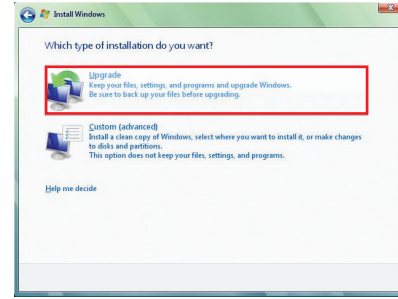 Install Windows
Which type of installation do you want?
Upgrade
Keep your files, settings, and programs and upgrade Windows.
Be sure to back up your files before upgrading.
Custom (advanced)
Install a clean copy of Windows, select where you want to install it, or make changes
to disks and partitions.
This option does not keep your files, settings, and programs.
Help me decide